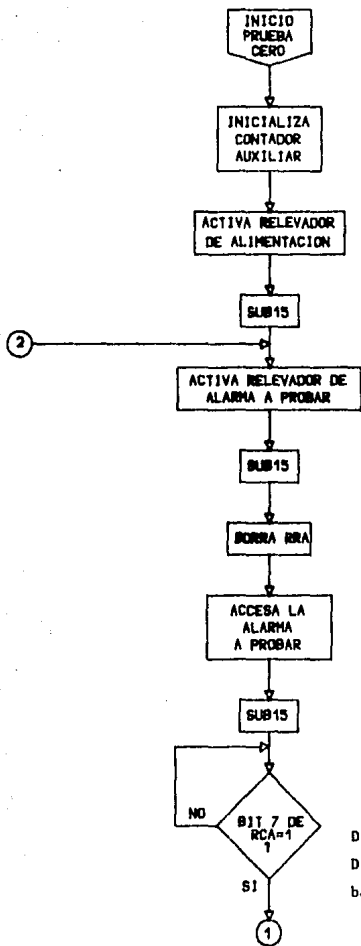 INICIO
PRUEBA
CERO
INICIALIZA
CONTADOR
AUXILIAR
ACTIVA RELEVADOR
DE ALIMENTACION
SUB15
2
ACTIVA RELEVADOR DE
ALARMA A PROBAR
SUB15
BORRA RRA
ACCESA LA
ALARMA
A PROBAR
SUB15
NO
BIT 7 DE
RCA=1
?
D
D
SI
b.
1